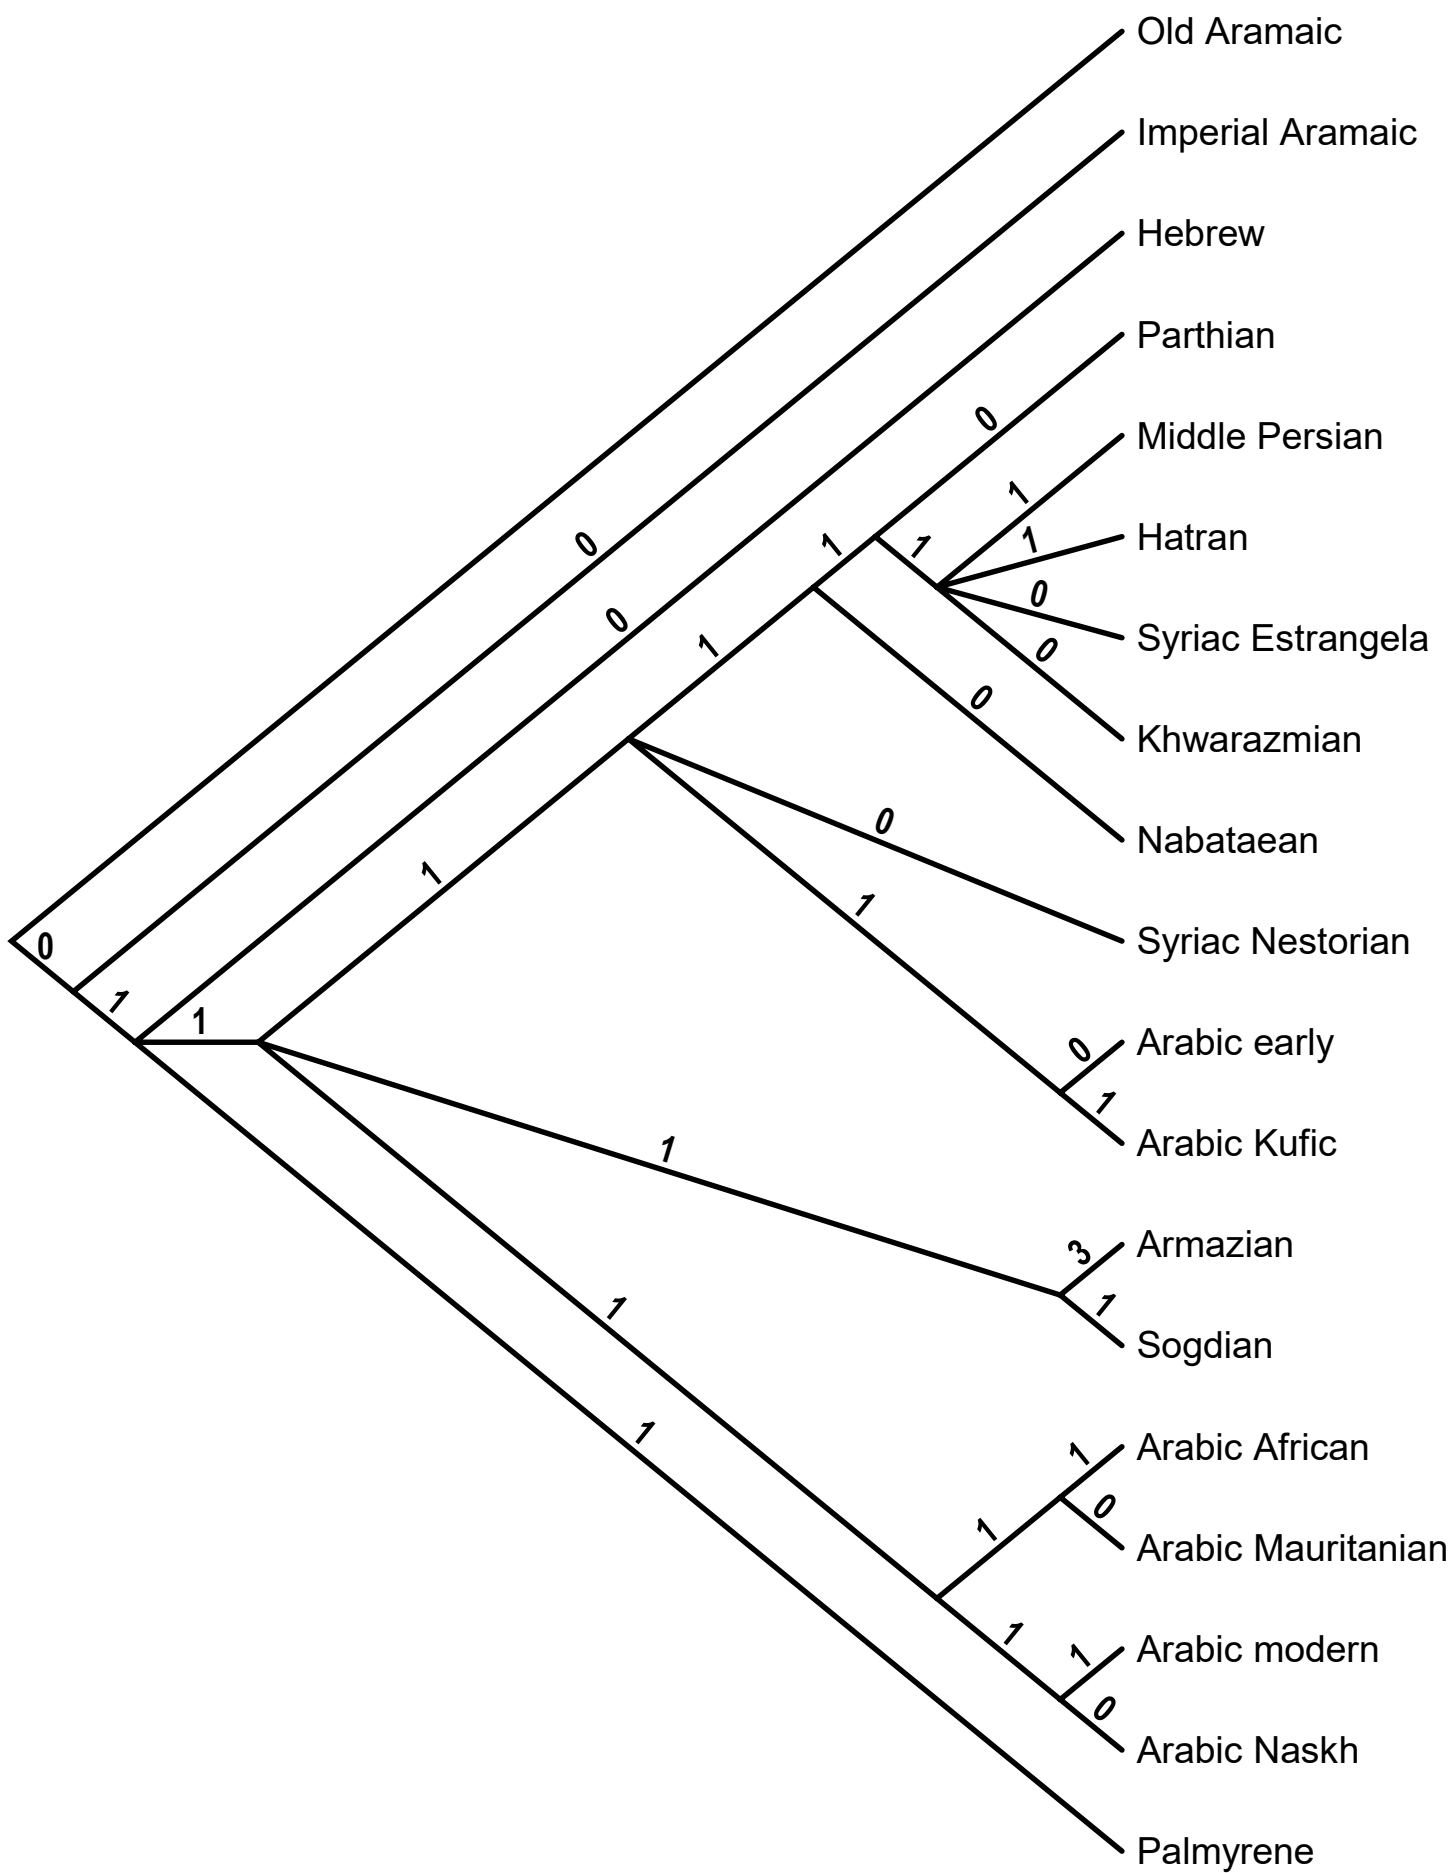 Old Aramaic
Imperial Aramaic
Hebrew
Parthian
0
Middle Persian
1
Hatran
1
0
1
1
0
0
Syriac Estrangela
0
1
0
Khwarazmian
0
Nabataean
0
1
1
Syriac Nestorian
0
1
1
Arabic early
0
Arabic Kufic
1
1
Armazian
3
1
Sogdian
1
1
Arabic African
1
0
1
Arabic Mauritanian
1
1
Arabic modern
0
Arabic Naskh
Palmyrene